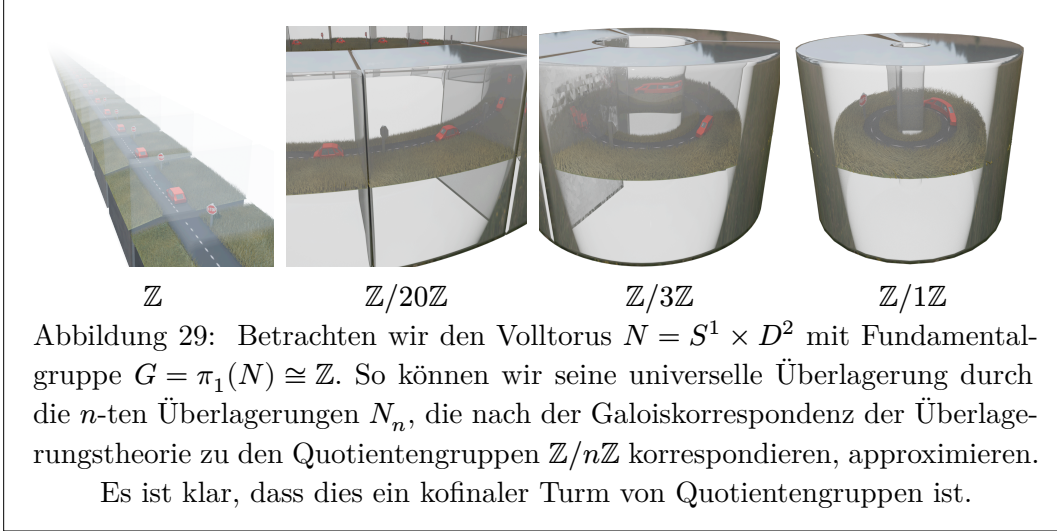 ℤ ℤ/20ℤ ℤ/3ℤ ℤ/1ℤ
Abbildung 29: Betrachten wir den Volltorus N = S¹ × D² mit Fundamental-
gruppe G = π₁(N) ≅ ℤ. So können wir seine universelle Überlagerung durch
die n-ten Überlagerungen Nₙ, die nach der Galoiskorrespondenz der Überlage-
rungstheorie zu den Quotientengruppen ℤ/nℤ korrespondieren, approximieren.
Es ist klar, dass dies ein kofinaler Turm von Quotientengruppen ist.